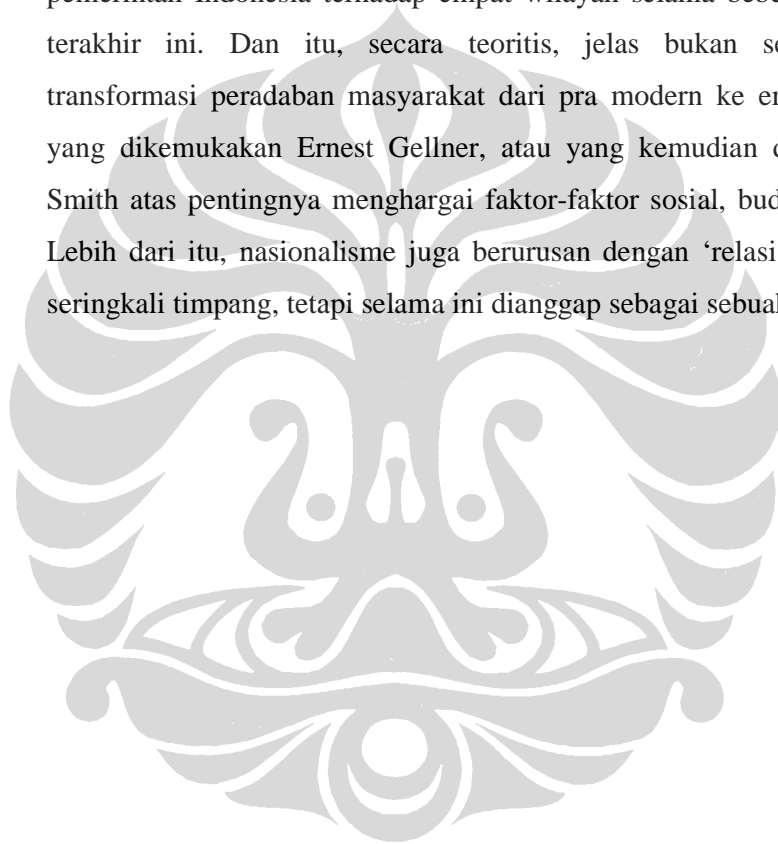 pemerintah Indonesia terhadap empat wilayah selama
terakhir ini. Dan itu, secara teoritis, jelas bukan
transformasi peradaban masyarakat dari pra modern ke
yang dikemukakan Ernest Gellner, atau yang kemudian
Smith atas pentingnya menghargai faktor-faktor sosial,
Lebih dari itu, nasionalisme juga berurusan dengan ‘relasi
seringkali timpang, tetapi selama ini dianggap sebagai